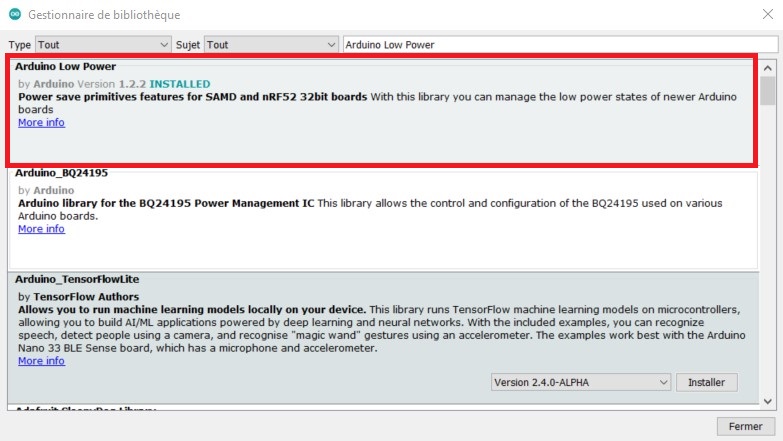 Gestionnaire de bibliothèque
Type Tout Sujet Tout Arduino Low Power
Arduino Low Power
by Arduino Version 1.2.2 INSTALLED
Power save primitives features for SAMD and nRF52 32bit boards With this library you can manage the low power states of newer Arduino
boards
More info
Arduino_BQ24195
by Arduino
Arduino library for the BQ24195 Power Management IC This library allows the control and configuration of the BQ24195 used on various
Arduino boards.
More info
Arduino_TensorFlowLite
by TensorFlow Authors
Allows you to run machine learning models locally on your device. This library runs TensorFlow machine learning models on microcontrollers,
allowing you to build AI/ML applications powered by deep learning and neural networks. With the included examples, you can recognize
speech, detect people using a camera, and recognise "magic wand" gestures using an accelerometer. The examples work best with the Arduino
Nano 33 BLE Sense board, which has a microphone and accelerometer.
More info
Version 2.4.0-ALPHA Installer
Adafruit SleepyDog Library
Fermer